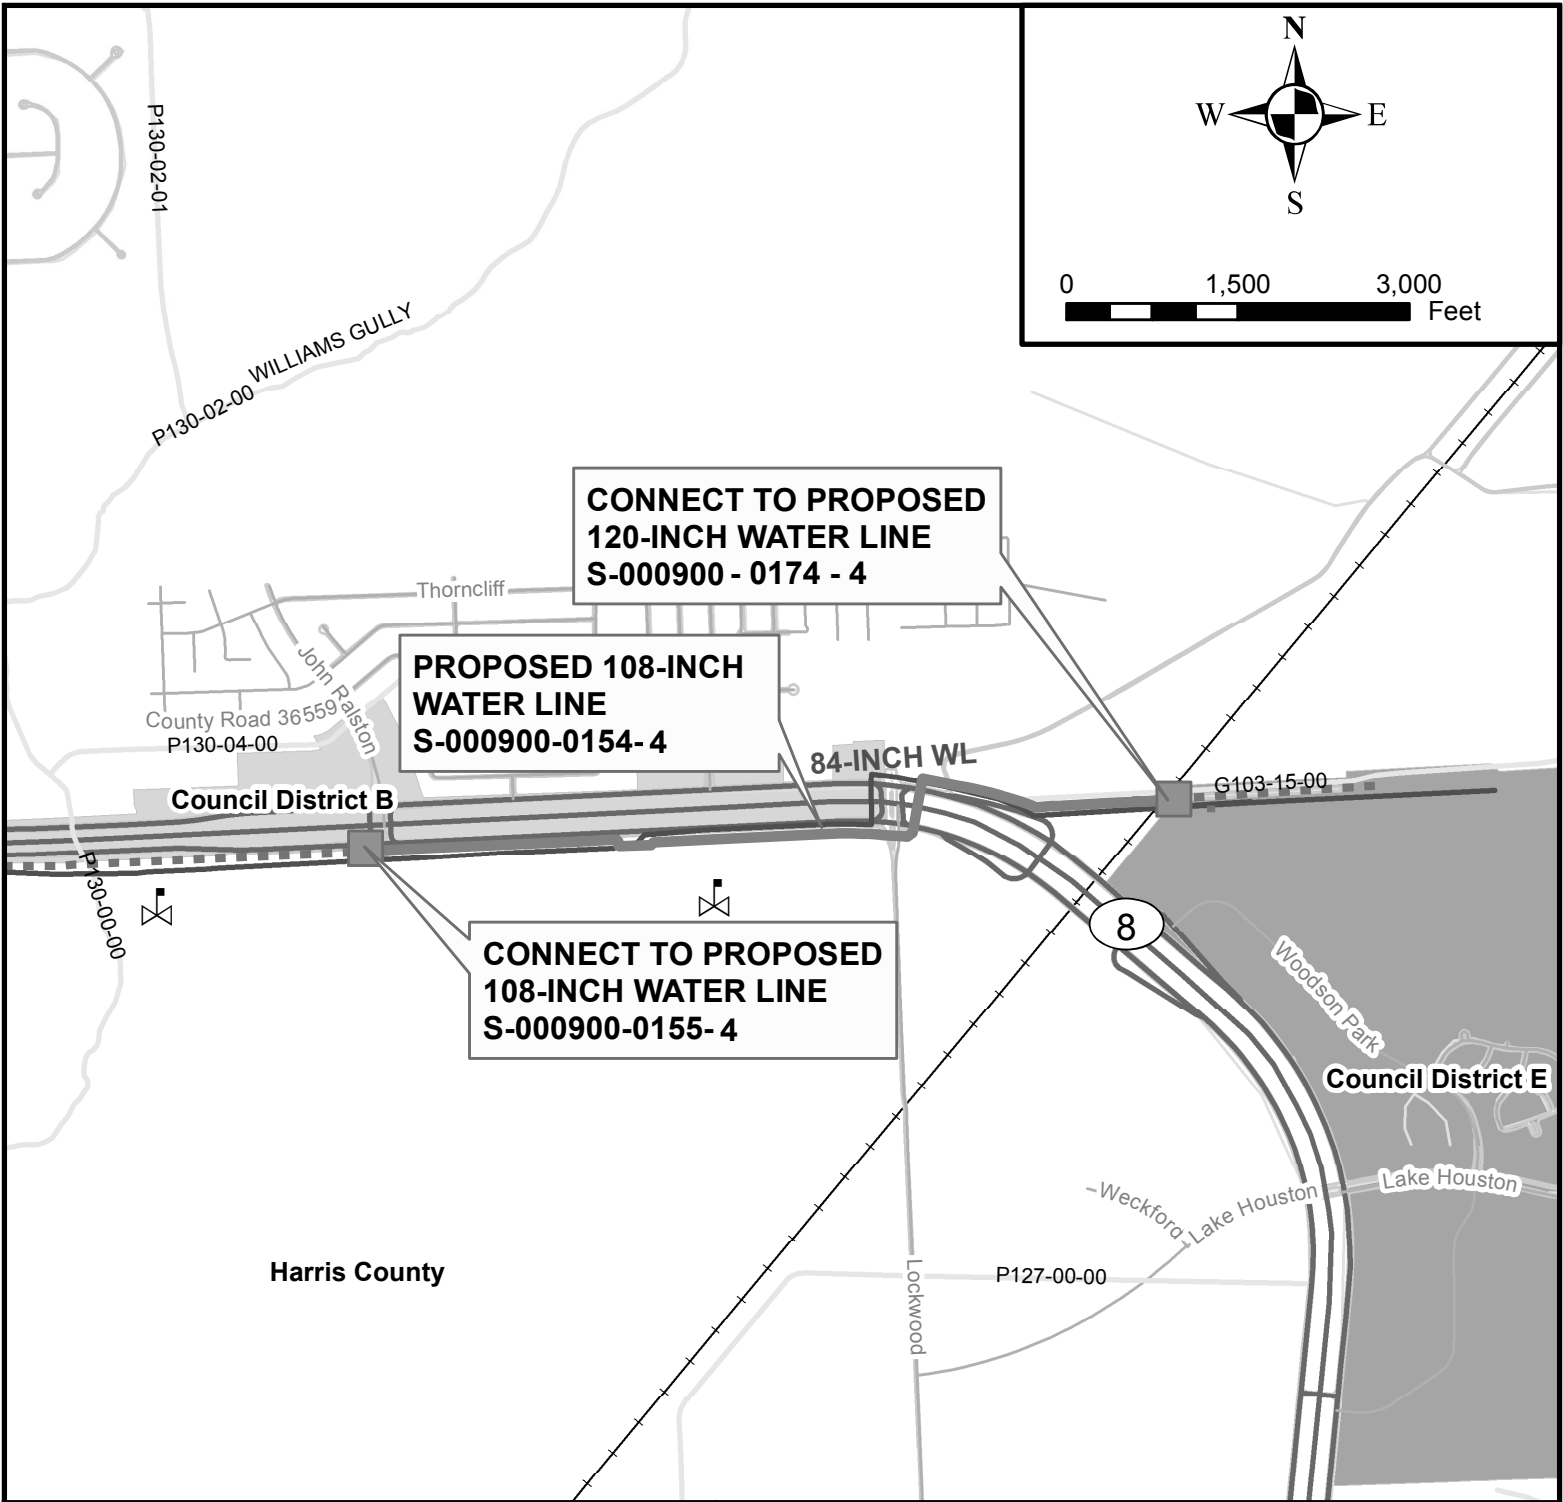 N
W E
S
0 1,500 3,000
Feet
P130-02-01
WILLIAMS GULLY
P130-02-00
CONNECT TO PROPOSED
120-INCH WATER LINE
S-000900 - 0174 - 4
Thorncliff
John Ralston
PROPOSED 108-INCH
WATER LINE
S-000900-0154- 4
County Road 36559
P130-04-00
84-INCH WL
G103-15-00
Council District B
P130-00-00
8
CONNECT TO PROPOSED
108-INCH WATER LINE
S-000900-0155- 4
Woodson Park
Council District E
Lake Houston
Weckford
Lake Houston
Harris County
Lockwood
P127-00-00